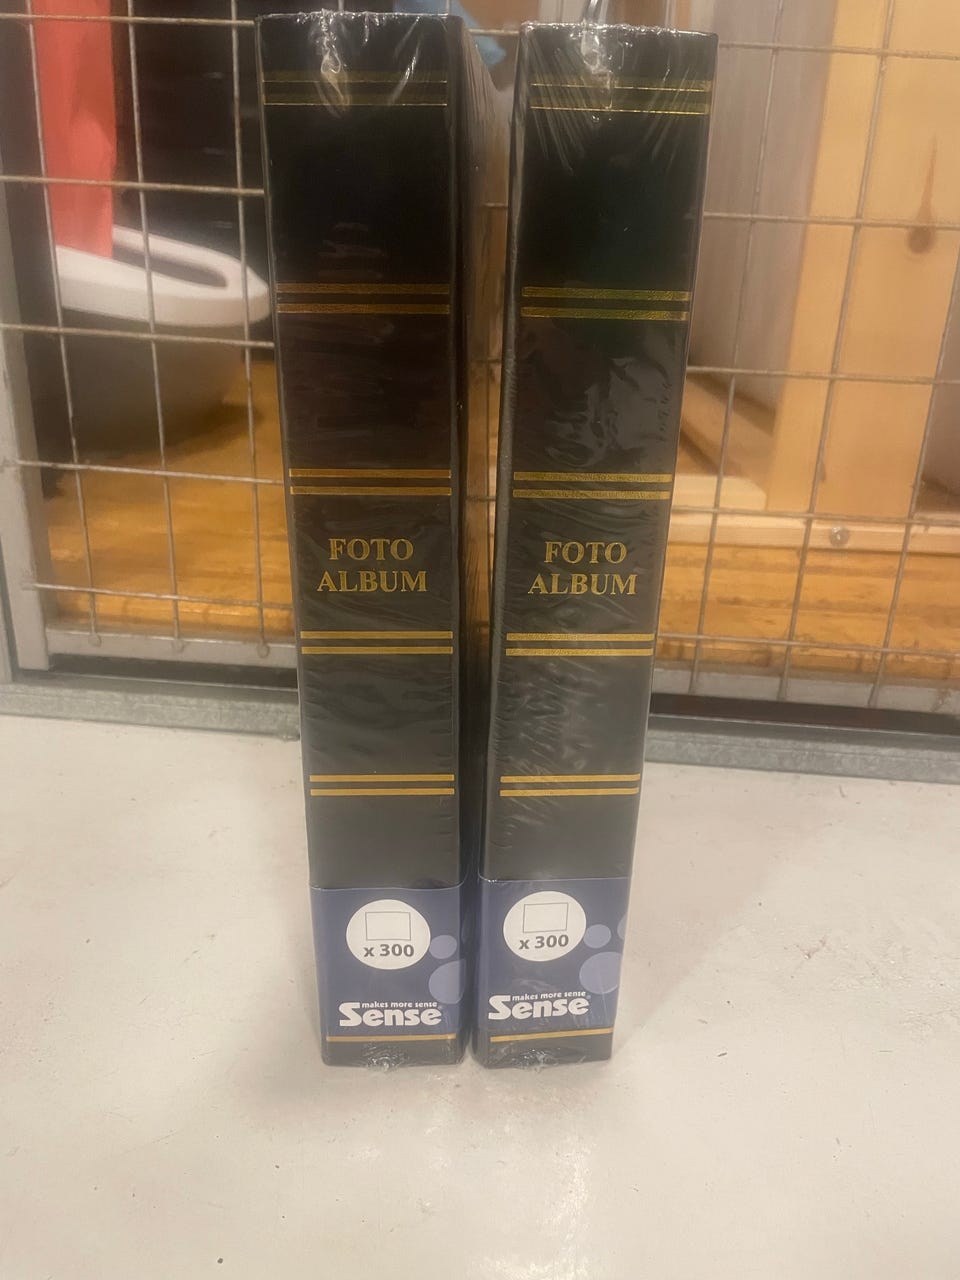 FOTO
ALBUM
x 300
makes more sense
Sense®
FOTO
ALBUM
x 300
makes more sense
Sense®